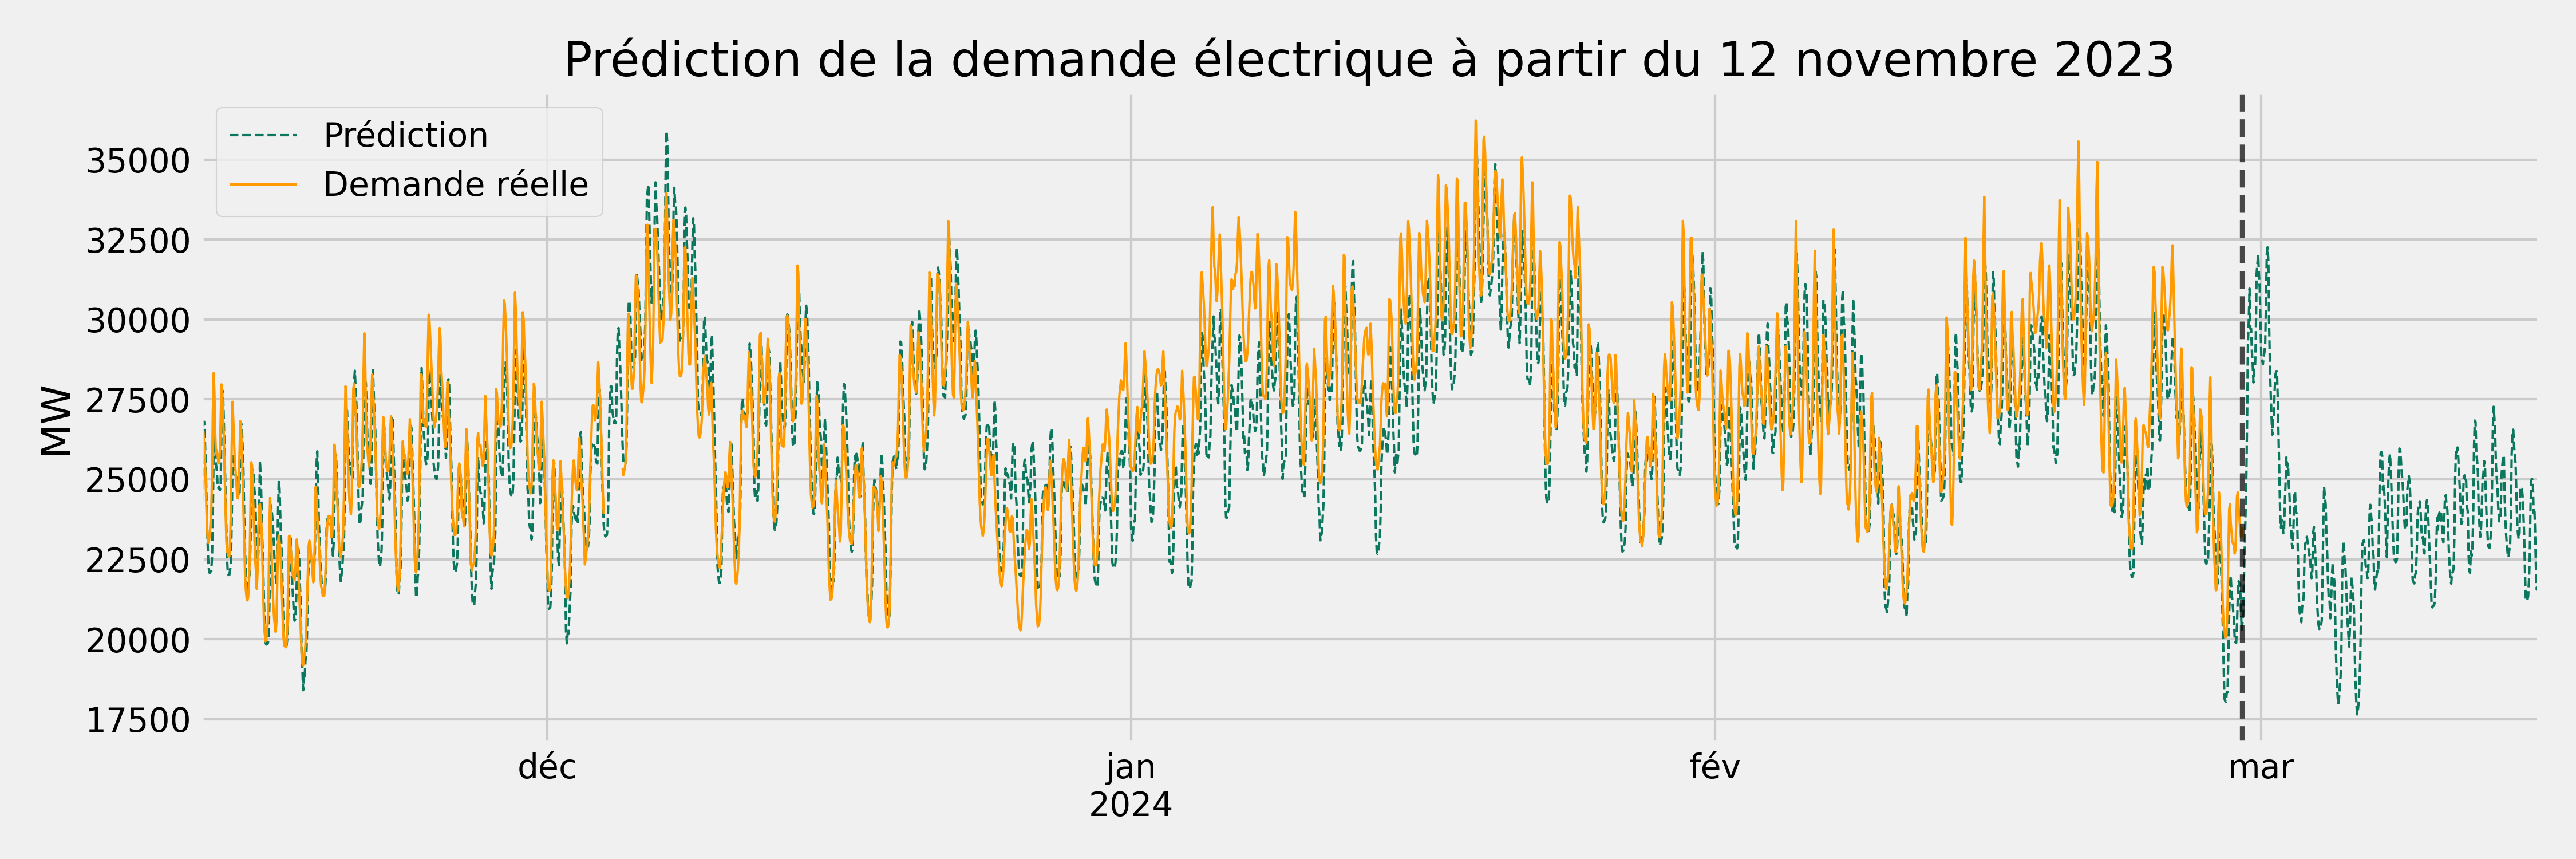 Prédiction de la demande électrique à partir du 12 novembre 2023
Prédiction
Demande réelle
MW
35000
32500
30000
27500
25000
22500
20000
17500
déc
jan
2024
fév
mar